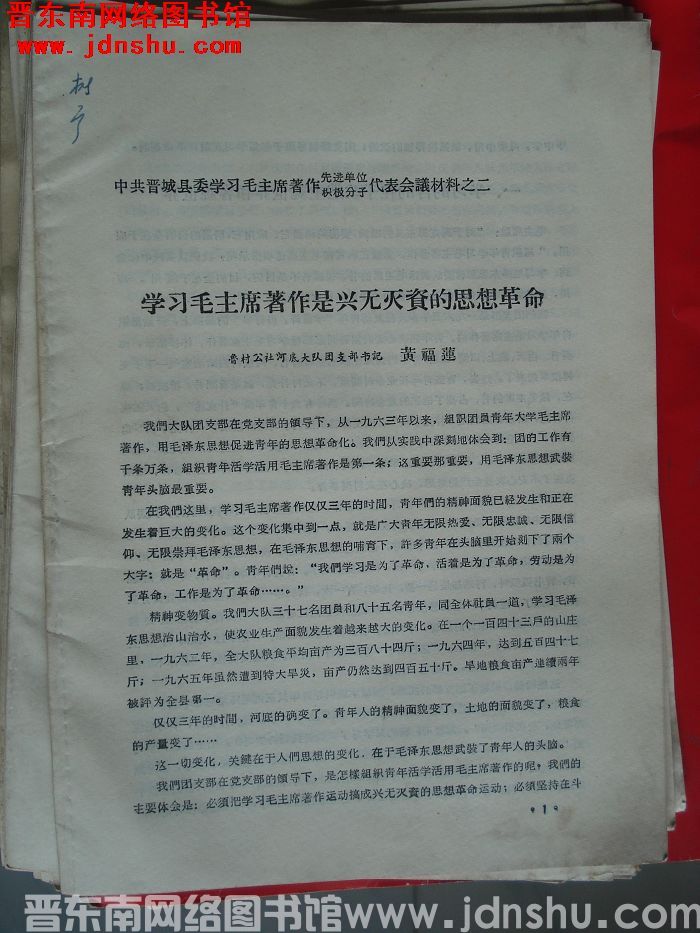 晋东南网络图书馆
www.jdnshu.com
中共晋城县委学习毛主席著作先进单位积极分子代表会議材料之二
学习毛主席著作是兴无灭資的思想革命
鲁村公社河底大队团支部书記 黄福蓮
我們大队团支部在党支部的領导下，从一九六三年以来，組訳团員青年大学毛主席
著作，用毛泽东思想促进青年的思想革命化。我們从实践中深刻地体会到：团的工作有
千条万条，組織青年活学活用毛主席著作是第一条；这重要那重要，用毛泽东思想武裝
青年头脑最重要。
在我們这里，学习毛主席著作仅仅三年的时間，青年們的精神面貌已経发生和正在
发生着巨大的变化。这个变化集中到一点，就是广大青年无限热爱、无限忠誠、无限信
仰、无限崇拜毛泽东思想，在毛泽东思想的哺育下，許多青年在头脑里开始刻下了兩个
大字：就是“革命”。青年們說：“我們学习是为了革命，活着是为了革命，劳动是为
了革命，工作是为了革命……。”
精神变物質。我們大队三十七名团員和八十五名青年，同全体社員一道，学习毛泽
东思想治山治水，使农业生产面貌发生着越来越大的变化。在一个一百四十三戶的山庄
里，一九六二年，全大队粮食平均亩产为三百八十四斤；一九六四年，达到五百四十七
斤；一九六五年虽然遭到特大旱災，亩产仍然达到四百五十斤。旱地粮食亩产連續兩年
被評为全县第一。
仅仅三年的时間，河底的确变了。青年人的精神面貌变了，土地的面貌变了，粮食
的产量变了……
这一切变化，关鍵在于人們思想的变化，在于毛泽东思想武裝了青年人的头脑。
我們团支部在党支部的領导下，是怎樣組織青年活学活用毛主席著作的呢？我們的
主要体会是：必須把学习毛主席著作运动搞成兴无灭資的思想革命运动；必須坚持在斗
1
晋东南网络图书馆 www.jdnshu.com